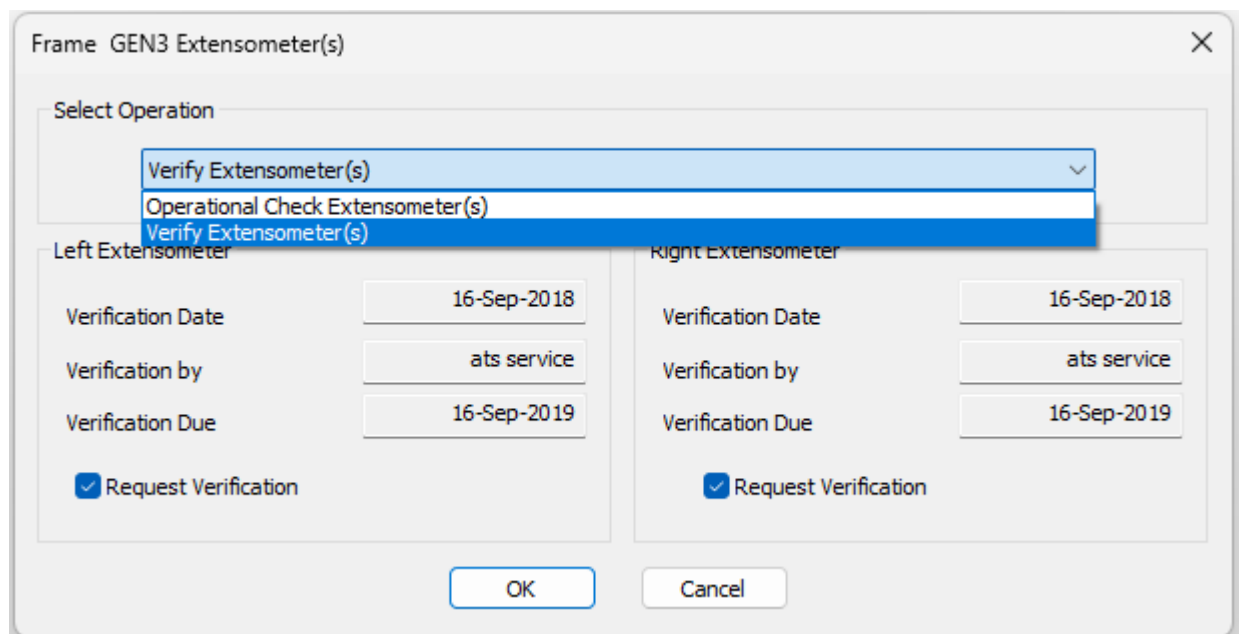 Frame GEN3 Extensometer(s)
Select Operation
Verify Extensometer(s)
Operational Check Extensometer(s)
Verify Extensometer(s)
Left Extensometer
Verification Date 16-Sep-2018
Verification by ats service
Verification Due 16-Sep-2019
Request Verification
Right Extensometer
Verification Date 16-Sep-2018
Verification by ats service
Verification Due 16-Sep-2019
Request Verification
OK
Cancel